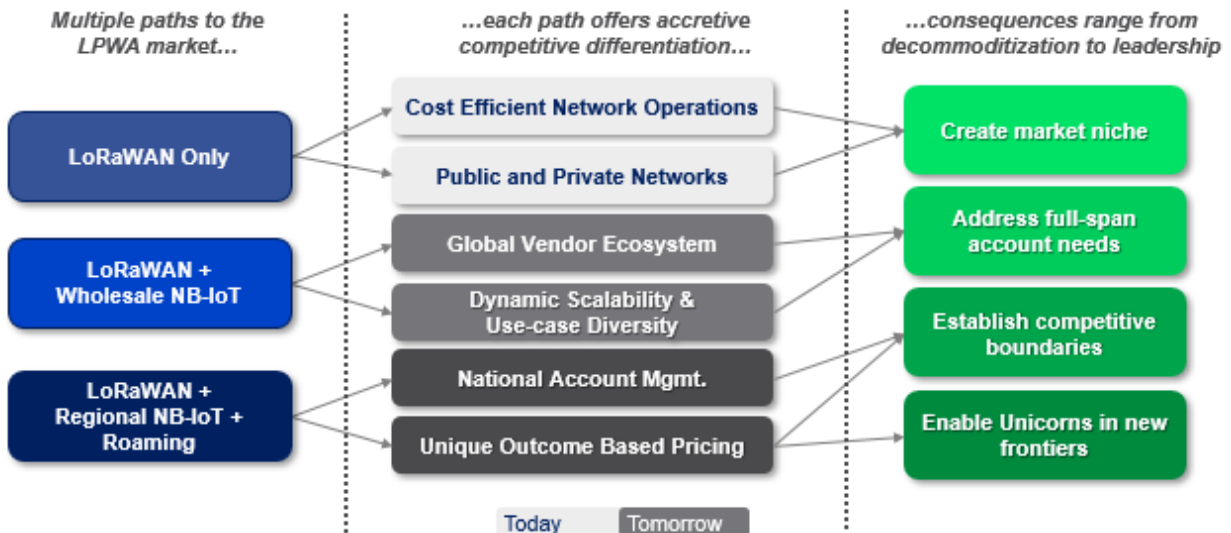 Multiple paths to the
LPWA market…
…each path offers accretive
competitive differentiation…
…consequences range from
decommoditization to leadership
LoRaWAN Only
LoRaWAN +
Wholesale NB-IoT
LoRaWAN +
Regional NB-IoT +
Roaming
Cost Efficient Network Operations
Public and Private Networks
Global Vendor Ecosystem
Dynamic Scalability &
Use-case Diversity
National Account Mgmt.
Unique Outcome Based Pricing
Create market niche
Address full-span
account needs
Establish competitive
boundaries
Enable Unicorns in new
frontiers
Today
Tomorrow